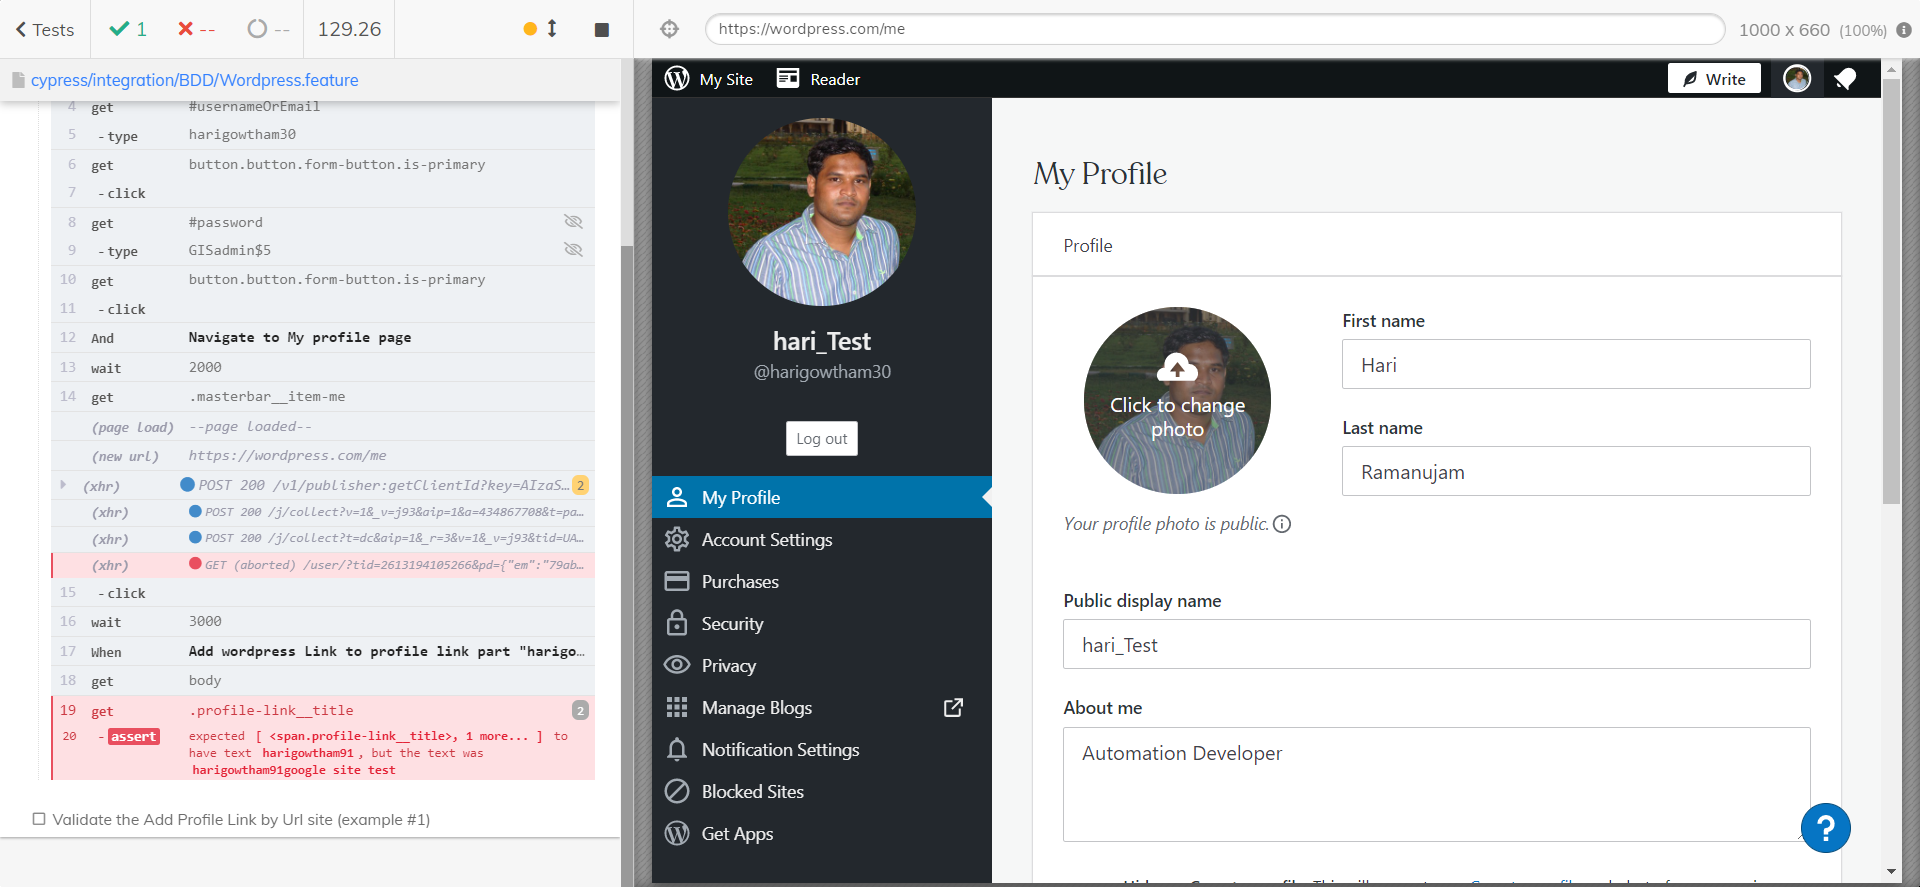 Tests
1
--
--
129.26
https://wordpress.com/me
1000 x 660 (100%)
cypress/integration/BDD/Wordpress.feature
4 get #usernameOrEmail
5 -type harigowtham30
6 get button.button.form-button.is-primary
7 -click
8 get #password
9 -type GISadmin$5
10 get button.button.form-button.is-primary
11 -click
12 And Navigate to My profile page
13 wait 2000
14 get .masterbar__item-me
(page load) --page loaded--
(new url) https://wordpress.com/me
(xhr) POST 200 /v1/publisher:getClientId?key=AIzaS… 2
(xhr) POST 200 /j/collect?v=1&_v=j93&aip=1&a=434867708&t=pa…
(xhr) POST 200 /j/collect?t=dc&aip=1&_r=3&v=1&_v=j93&tid=UA…
(xhr) GET (aborted) /user/?tid=2613194105266&pd={"em":"79ab…
15 -click
16 wait 3000
17 When Add wordpress Link to profile link part "harigo…
18 get body
19 get .profile-link__title 2
20 -assert expected [ <span.profile-link__title>, 1 more... ] to
have text harigowtham91, but the text was
harigowtham91google site test
Validate the Add Profile Link by Url site (example #1)
My Site
Reader
Write
hari_Test
@harigowtham30
Log out
My Profile
Account Settings
Purchases
Security
Privacy
Manage Blogs
Notification Settings
Blocked Sites
Get Apps
My Profile
Profile
Click to change
photo
Your profile photo is public.
First name
Hari
Last name
Ramanujam
Public display name
hari_Test
About me
Automation Developer
?